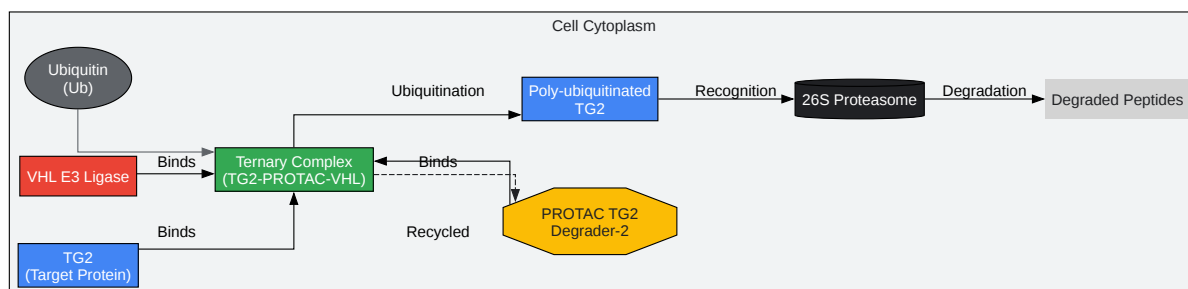 Cell Cytoplasm
Ubiquitin
(Ub)
Ubiquitination
Poly-ubiquitinated
TG2
Recognition
26S Proteasome
Degradation
Degraded Peptides
VHL E3 Ligase
Binds
Ternary Complex
(TG2-PROTAC-VHL)
Binds
TG2
(Target Protein)
Binds
Recycled
PROTAC TG2
Degrader-2